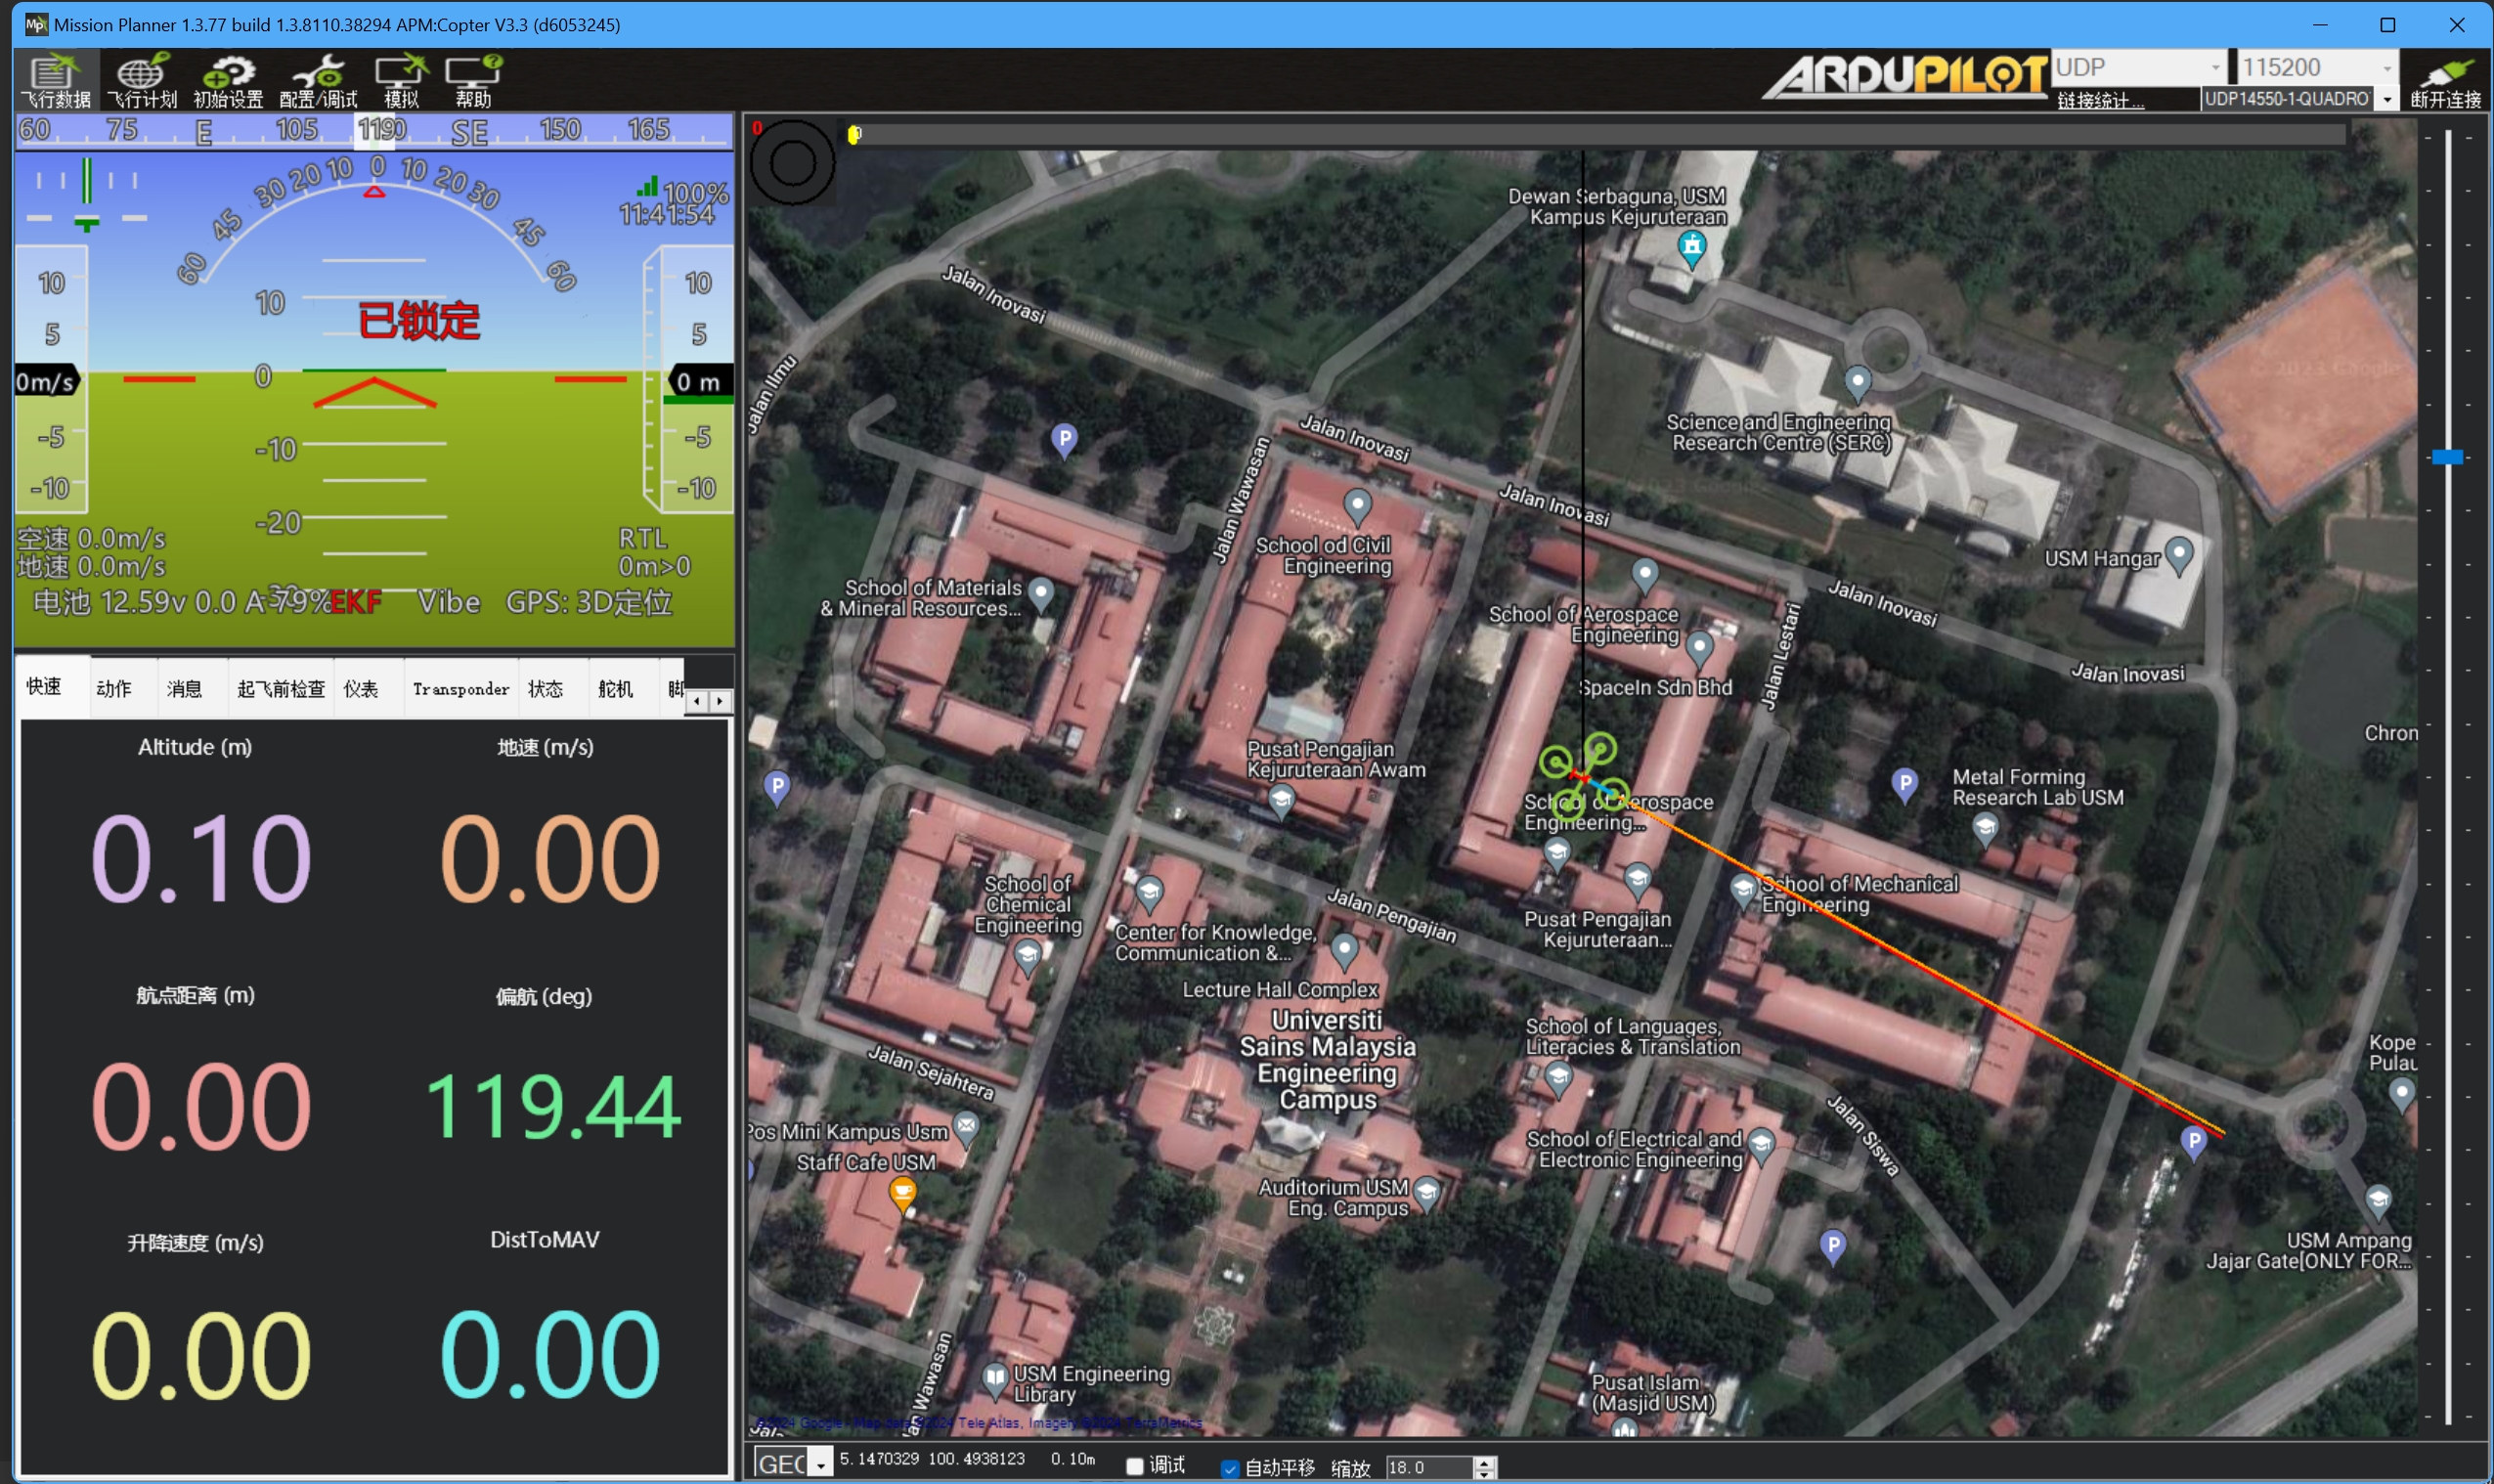 Mission Planner 1.3.77 build 1.3.8110.38294 APM:Copter V3.3 (d6053245)
飞行数据 飞行计划 初始设置 配置/调试 模拟 帮助
ARDUPILOT
UDP 115200
链接统计... UDP14550-1-QUADRO 断开连接
60 75 E 105 119 SE 150 165
60 45 30 20 10 0 10 20 30 45 60
100%
11:41:54
10 10 10
5 5
已锁定
0m/s 0 0 m
-5 -5
-10
-10 -10
-20
空速 0.0m/s RTL
地速 0.0m/s 0m>0
-30
电池 12.59v 0.0 A 79% EKF Vibe GPS: 3D定位
快速 动作 消息 起飞前检查 仪表 Transponder 状态 舵机
Altitude (m) 地速 (m/s)
0.10 0.00
航点距离 (m) 偏航 (deg)
0.00 119.44
升降速度 (m/s) DistToMAV
0.00 0.00
0
Dewan Serbaguna, USM
Kampus Kejuruteraan
Jalan Inovasi
Jalan Ilmu
P
Science and Engineering
Research Centre (SERC)
Jalan Inovasi
Jalan Wawasan
Jalan Inovasi
School od Civil
Engineering
USM Hangar
School of Materials
& Mineral Resources...
Jalan Inovasi
School of Aerospace
Engineering
Jalan Lestari
Jalan Inovasi
SpaceIn Sdn Bhd
Chron
Pusat Pengajian
Kejuruteraan Awam
P
P
Metal Forming
Research Lab USM
School of Aerospace
Engineering...
School of
Chemical
Engineering
School of Mechanical
Engineering
Jalan Pengajian
Pusat Pengajian
Kejuruteraan...
Center for Knowledge,
Communication &...
Lecture Hall Complex
Universiti
Sains Malaysia
Engineering
Campus
School of Languages,
Literacies & Translation
Kope
Pulau
Jalan Sejahtera
Jalan Siswa
Pos Mini Kampus Usm
School of Electrical and
Electronic Engineering
P
Staff Cafe USM
Auditorium USM
Eng. Campus
P
USM Ampang
Jajar Gate[ONLY FOR...
USM Engineering
Library
Pusat Islam
(Masjid USM)
©2024 Google - Map data ©2024 Tele Atlas, Imagery ©2024 TerraMetrics
GEO 5.1470329 100.4938123 0.10m 调试 自动平移 缩放 18.0